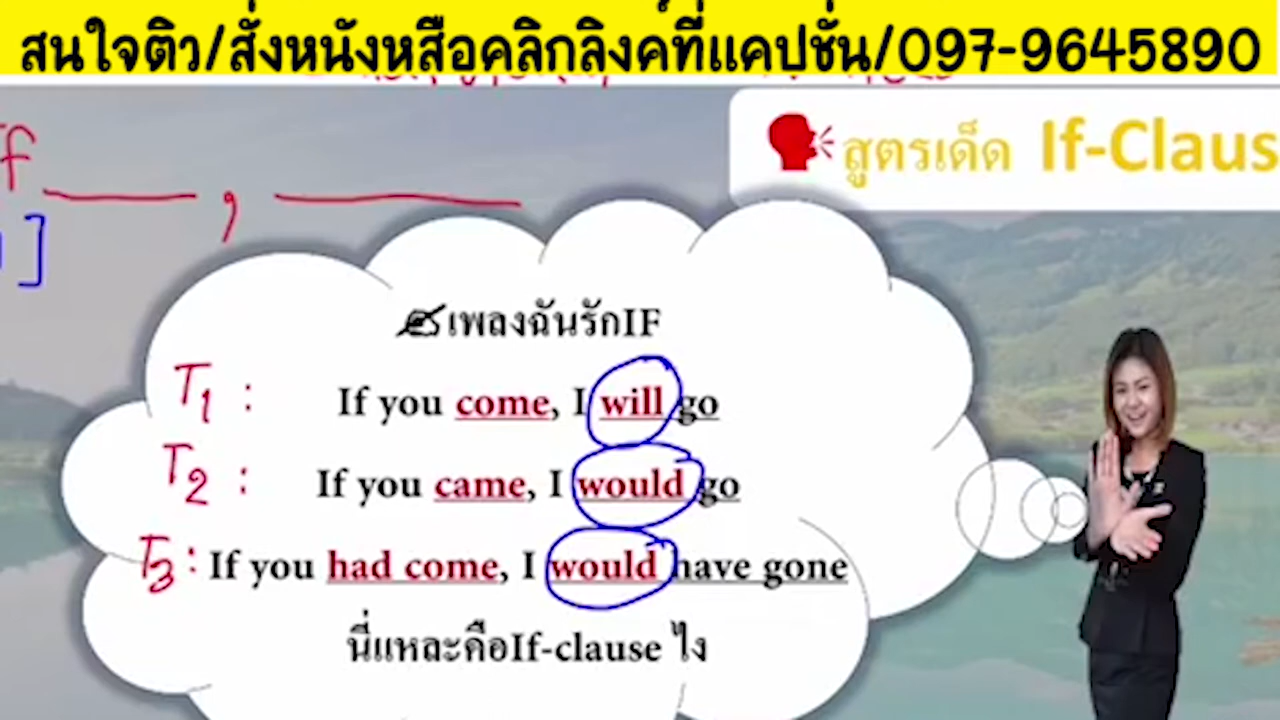 สนใจติว/สั่งหนังหสือคลิกลิงค์ที่แคปชั่น/097-9645890
สูตรเด็ด If-Claus
If ____ , ________
]
เพลงฉันรักIF
T1 : If you come, I will go
T2 : If you came, I would go
T3 : If you had come, I would have gone
นี่แหละคือIf-clause ไง